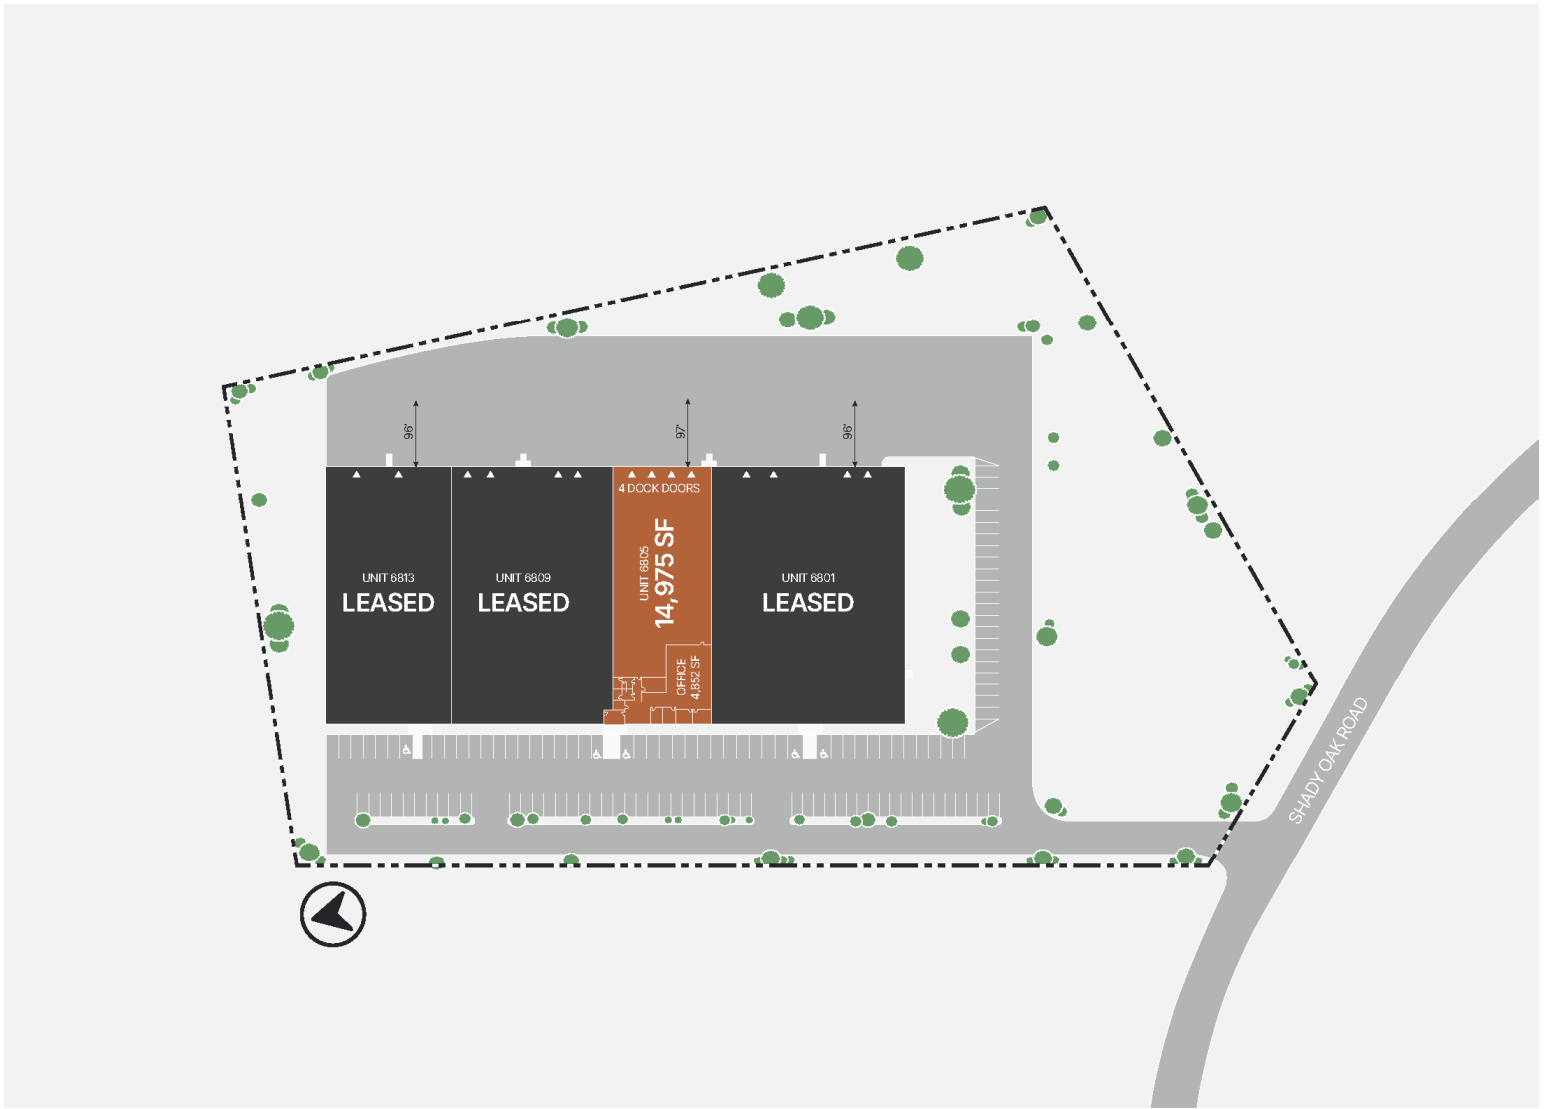 96'
97'
96'
4 DOCK DOORS
UNIT 6813
LEASED
UNIT 6809
LEASED
UNIT 6805
14,975 SF
UNIT 6801
LEASED
OFFICE
4,852 SF
SHADY OAK ROAD